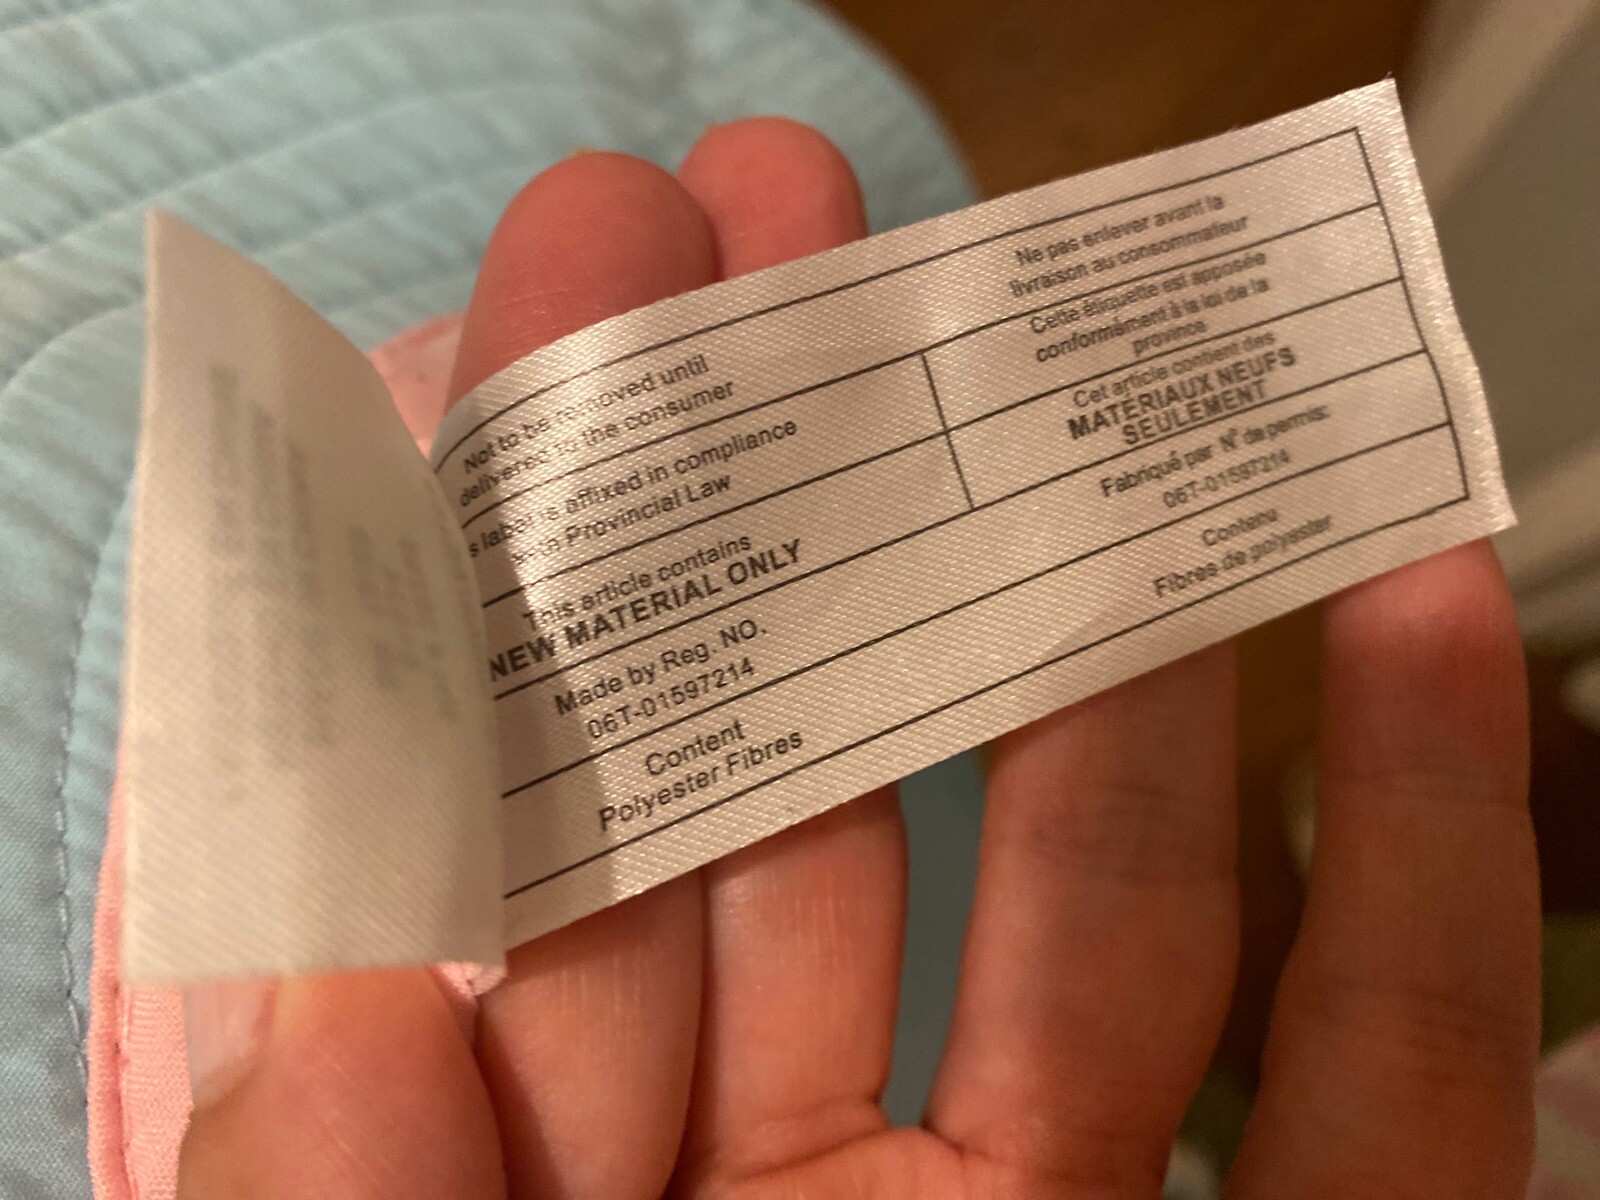 Not to be removed until
delivered to the consumer
s label is affixed in compliance
with Provincial Law
This article contains
NEW MATERIAL ONLY
Made by Reg. NO.
06T-01597214
Content
Polyester Fibres
Ne pas enlever avant la
livraison au consommateur
Cette étiquette est apposée
conformément à la loi de la
province
Cet article contient des
MATÉRIAUX NEUFS
SEULEMENT
Fabriqué par N° de permis:
06T-01597214
Contenu
Fibres de polyester